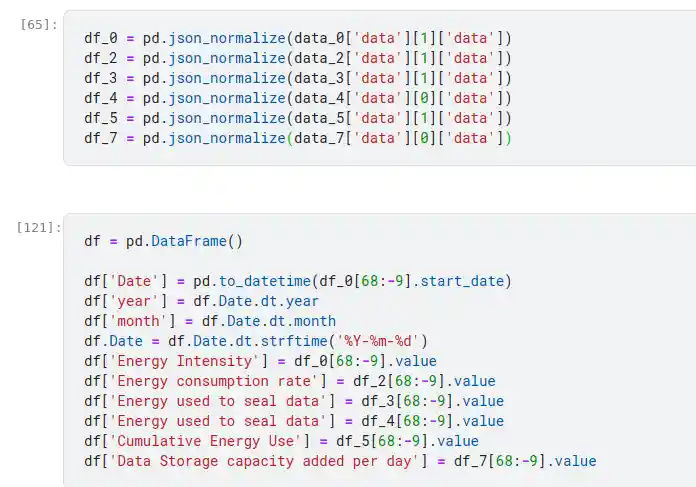 [65]:
df_0 = pd.json_normalize(data_0['data'][1]['data'])
df_2 = pd.json_normalize(data_2['data'][1]['data'])
df_3 = pd.json_normalize(data_3['data'][1]['data'])
df_4 = pd.json_normalize(data_4['data'][0]['data'])
df_5 = pd.json_normalize(data_5['data'][1]['data'])
df_7 = pd.json_normalize(data_7['data'][0]['data'])
[121]:
df = pd.DataFrame()
df['Date'] = pd.to_datetime(df_0[68:-9].start_date)
df['year'] = df.Date.dt.year
df['month'] = df.Date.dt.month
df.Date = df.Date.dt.strftime('%Y-%m-%d')
df['Energy Intensity'] = df_0[68:-9].value
df['Energy consumption rate'] = df_2[68:-9].value
df['Energy used to seal data'] = df_3[68:-9].value
df['Energy used to seal data'] = df_4[68:-9].value
df['Cumulative Energy Use'] = df_5[68:-9].value
df['Data Storage capacity added per day'] = df_7[68:-9].value